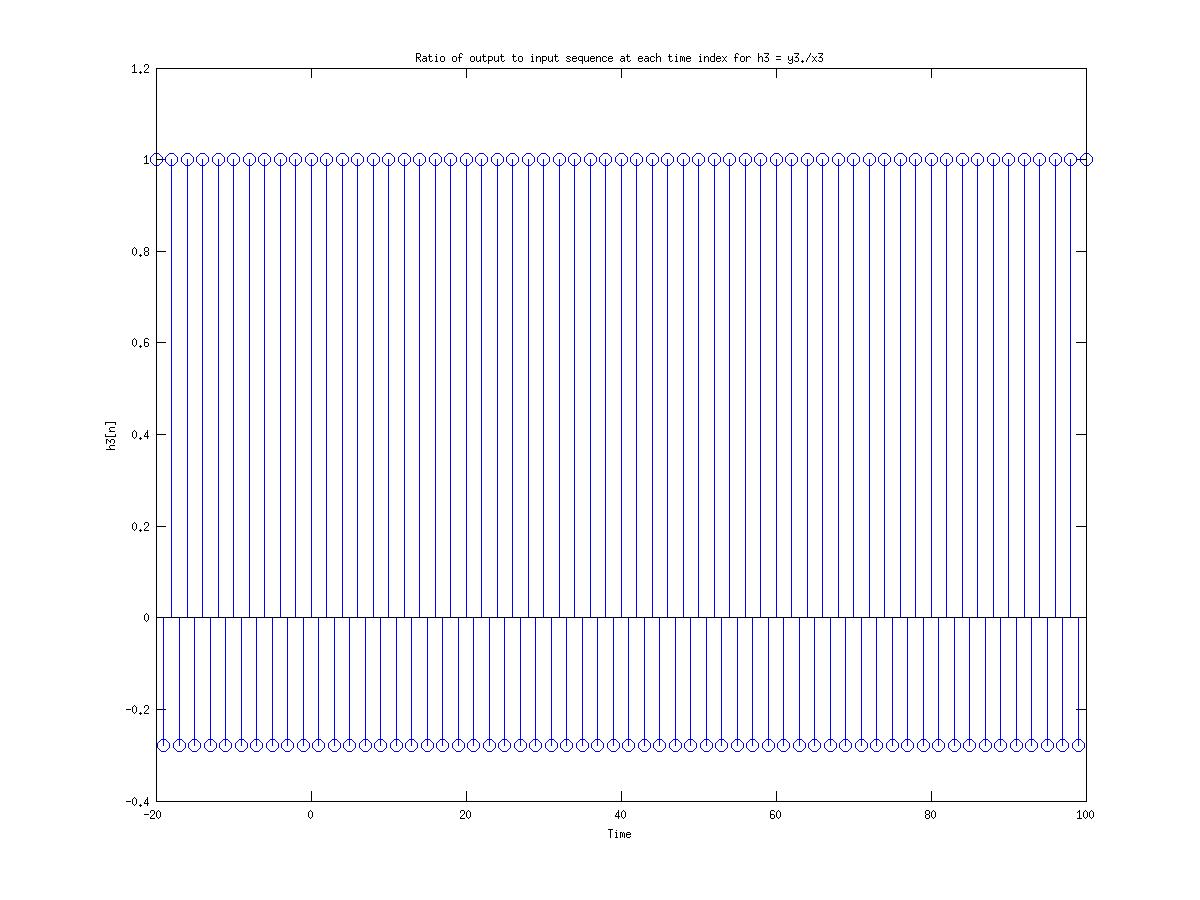 Ratio of output to input sequence at each time index for h3 = y3./x3
1.2
1
0.8
0.6
0.4
0.2
0
-0.2
-0.4
h3[n]
-20 0 20 40 60 80 100
Time